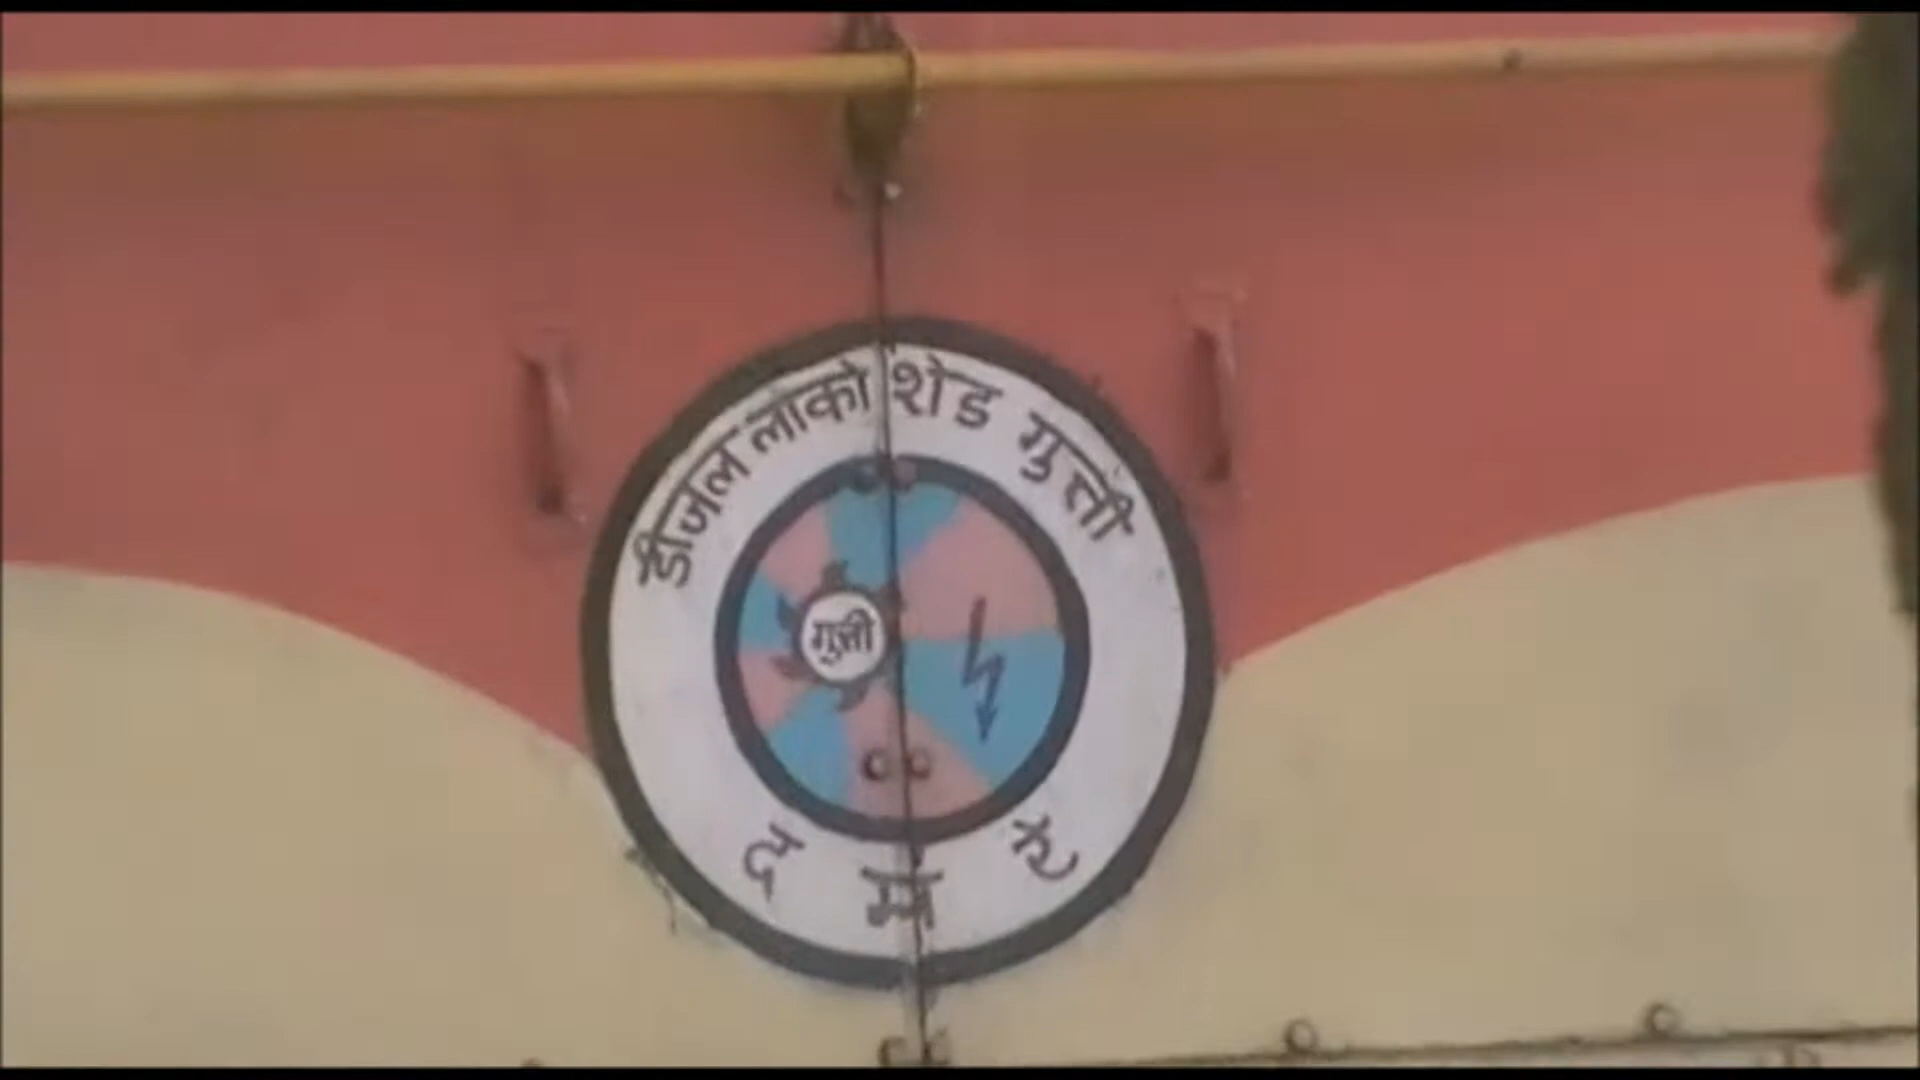 डीजल लोको शेड गुत्ती
गुत्ती
द म रे